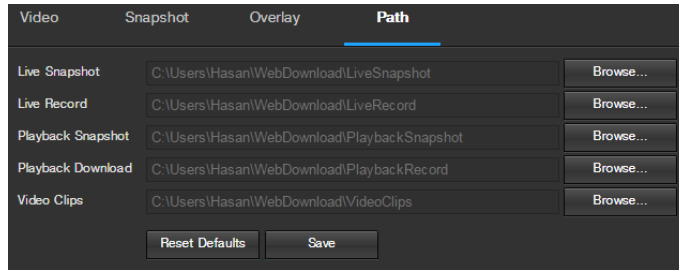 Video Snapshot Overlay Path
Live Snapshot C:\Users\Hasan\WebDownload\LiveSnapshot Browse...
Live Record C:\Users\Hasan\WebDownload\LiveRecord Browse...
Playback Snapshot C:\Users\Hasan\WebDownload\PlaybackSnapshot Browse...
Playback Download C:\Users\Hasan\WebDownload\PlaybackRecord Browse...
Video Clips C:\Users\Hasan\WebDownload\VideoClips Browse...
Reset Defaults Save